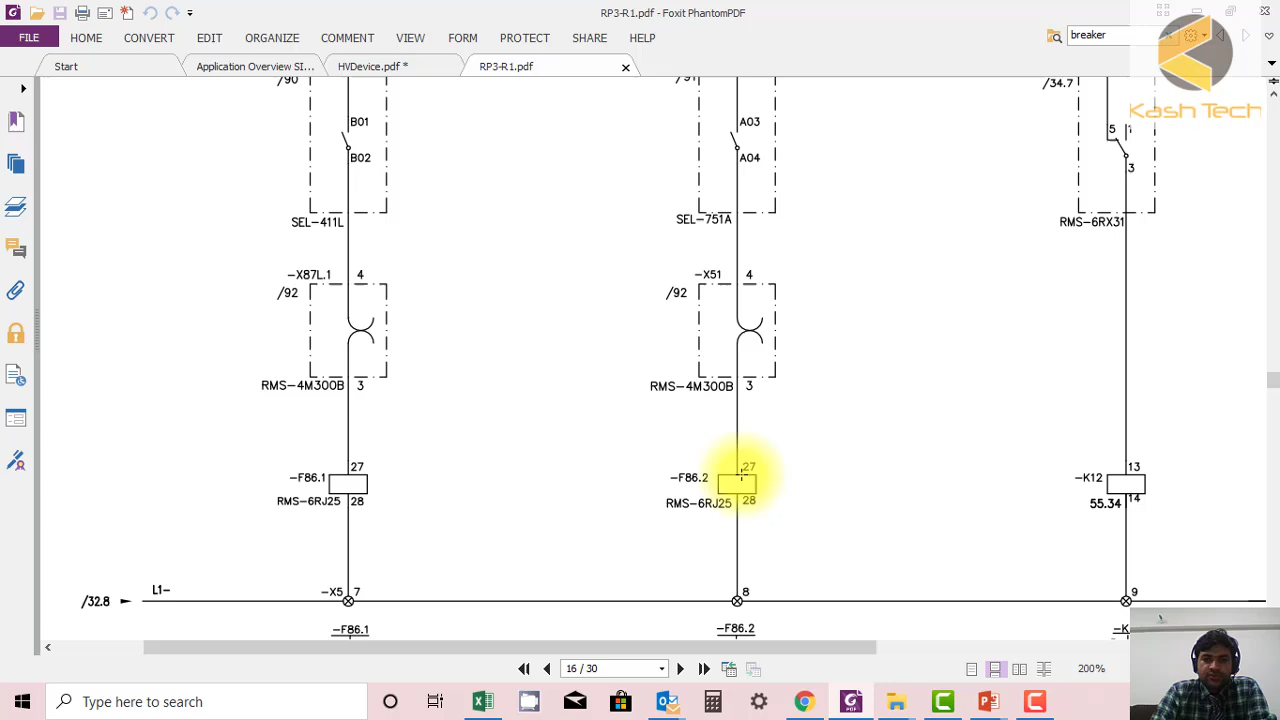 RP3-R1.pdf - Foxit PhantomPDF
FILE HOME CONVERT EDIT ORGANIZE COMMENT VIEW FORM PROTECT SHARE HELP
breaker
Start
Application Overview SI...
HVDevice.pdf *
RP3-R1.pdf
Kash Tech
/90
/91
/34.7
B01
A03
5 1
B02
A04
3
SEL-411L
SEL-751A
RMS-6RX31
-X87L.1 4
-X51 4
/92
/92
RMS-4M300B 3
RMS-4M300B 3
27
27
13
-F86.1
-F86.2
-K12
RMS-6RJ25 28
RMS-6RJ25 28
55.34 14
L1-
-X5 7
8
9
/32.8
-F86.1
-F86.2
-K
16 / 30
200%
Type here to search